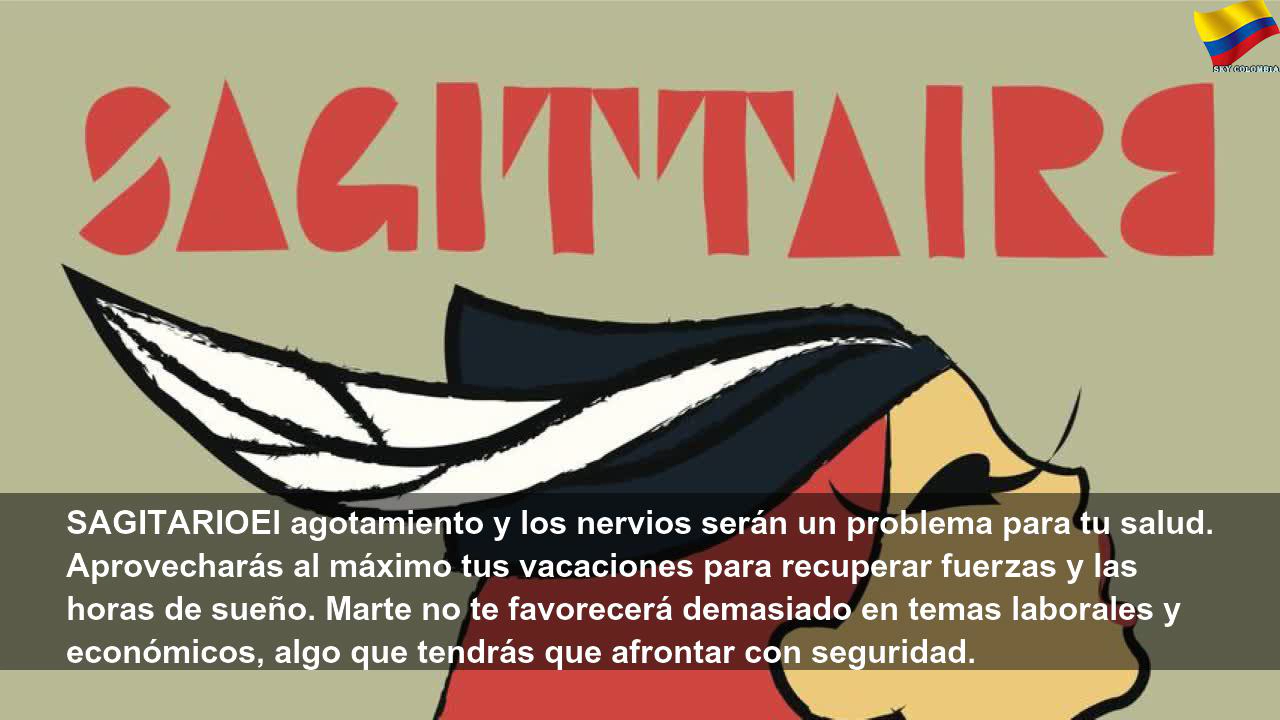 SKY COLOMBIA
SAGITTAIRE
SAGITARIOEl agotamiento y los nervios serán un problema para tu salud.
Aprovecharás al máximo tus vacaciones para recuperar fuerzas y las
horas de sueño. Marte no te favorecerá demasiado en temas laborales y
económicos, algo que tendrás que afrontar con seguridad.